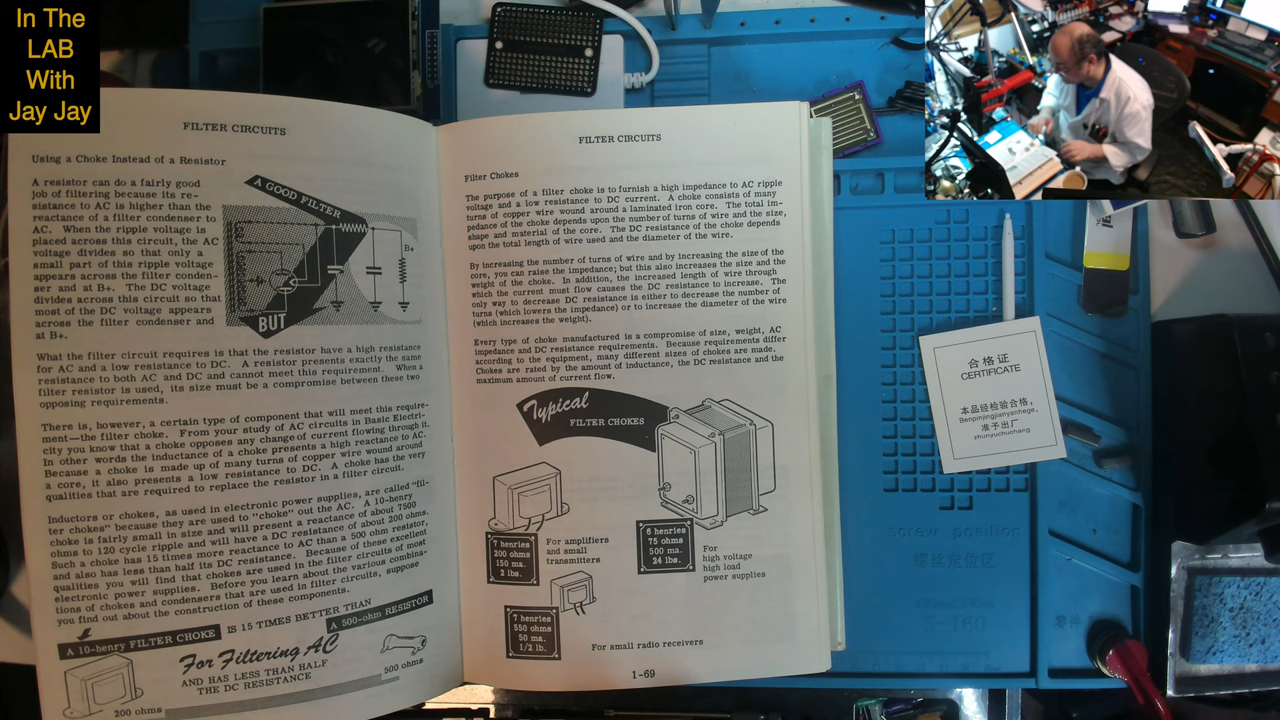 In The
LAB
With
Jay Jay
FILTER CIRCUITS
Using a Choke Instead of a Resistor
A resistor can do a fairly good
job of filtering because its re-
sistance to AC is higher than the
reactance of a filter condenser to
AC. When the ripple voltage is
placed across this circuit, the AC
voltage divides so that only a
small part of this ripple voltage
appears across the filter conden-
ser and at B+. The DC voltage
divides across this circuit so that
most of the DC voltage appears
across the filter condenser and
at B+.
A GOOD FILTER
B+
BUT
What the filter circuit requires is that the resistor have a high resistance
for AC and a low resistance to DC. A resistor presents exactly the same
resistance to both AC and DC and cannot meet this requirement. When a
filter resistor is used, its size must be a compromise between these two
opposing requirements.
There is, however, a certain type of component that will meet this require-
ment—the filter choke. From your study of AC circuits in Basic Electri-
city you know that a choke opposes any change of current flowing through it.
In other words the inductance of a choke presents a high reactance to AC.
Because a choke is made up of many turns of copper wire wound around
a core, it also presents a low resistance to DC. A choke has the very
qualities that are required to replace the resistor in a filter circuit.
Inductors or chokes, as used in electronic power supplies, are called "fil-
ter chokes" because they are used to "choke" out the AC. A 10-henry
choke is fairly small in size and will present a reactance of about 7500
ohms to 120 cycle ripple and will have a DC resistance of about 200 ohms.
Such a choke has 15 times more reactance to AC than a 500 ohm resistor,
and also has less than half its DC resistance. Because of these excellent
qualities you will find that chokes are used in the filter circuits of most
electronic power supplies. Before you learn about the various combina-
tions of chokes and condensers that are used in filter circuits, suppose
you find out about the construction of these components.
A 10-henry FILTER CHOKE IS 15 TIMES BETTER THAN A 500-ohm RESISTOR
For Filtering AC
AND HAS LESS THAN HALF
THE DC RESISTANCE
200 ohms
500 ohms
FILTER CIRCUITS
Filter Chokes
The purpose of a filter choke is to furnish a high impedance to AC ripple
voltage and a low resistance to DC current. A choke consists of many
turns of copper wire wound around a laminated iron core. The total im-
pedance of the choke depends upon the number of turns of wire and the size,
shape and material of the core. The DC resistance of the choke depends
upon the total length of wire used and the diameter of the wire.
By increasing the number of turns of wire and by increasing the size of the
core, you can raise the impedance; but this also increases the size and the
weight of the choke. In addition, the increased length of wire through
which the current must flow causes the DC resistance to increase. The
only way to decrease DC resistance is either to decrease the number of
turns (which lowers the impedance) or to increase the diameter of the wire
(which increases the weight).
Every type of choke manufactured is a compromise of size, weight, AC
impedance and DC resistance requirements. Because requirements differ
according to the equipment, many different sizes of chokes are made.
Chokes are rated by the amount of inductance, the DC resistance and the
maximum amount of current flow.
Typical
FILTER CHOKES
7 henries
200 ohms
150 ma.
2 lbs.
For amplifiers
and small
transmitters
6 henries
75 ohms
500 ma.
24 lbs.
For
high voltage
high load
power supplies
7 henries
550 ohms
50 ma.
1/2 lb.
For small radio receivers
1-69
合格证
CERTIFICATE
本品经检验合格,
Benpinjingjianyanhege,
准予出厂
zhunyuchuchang
screw position
螺丝定位区
S-160
零件